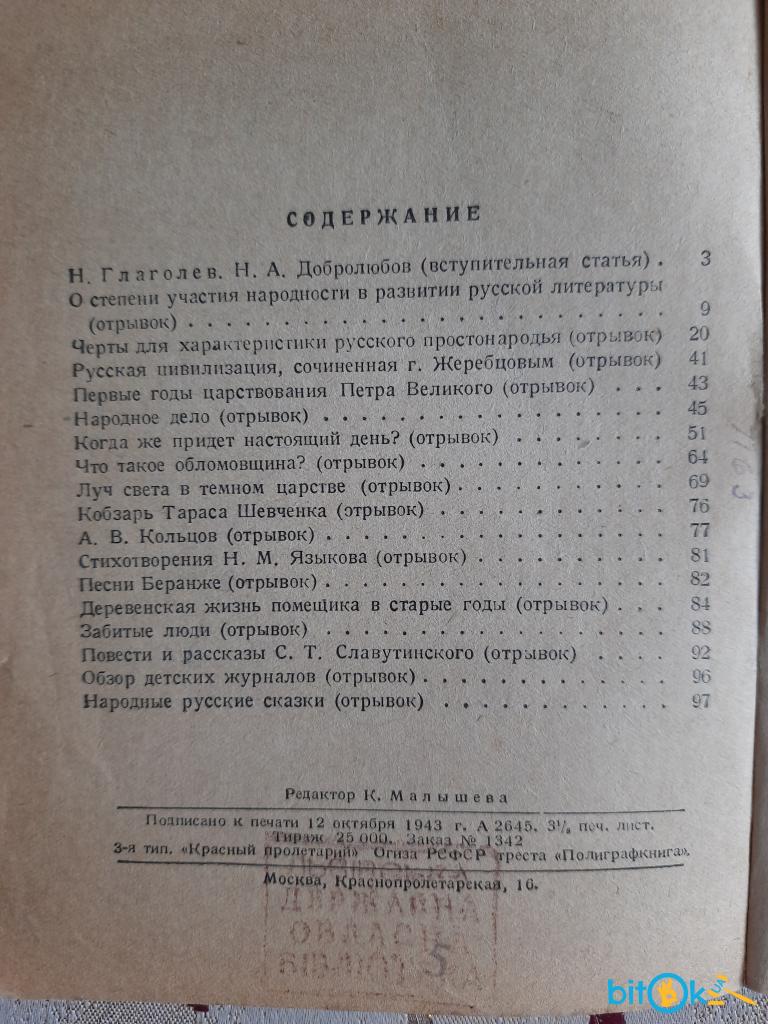 СОДЕРЖАНИЕ
Н. Глаголев. Н. А. Добролюбов (вступительная статья) . 3
О степени участия народности в развитии русской литературы
(отрывок) . . . . . . . . . . . . . . . . . . . . 9
Черты для характеристики русского простонародья (отрывок) 20
Русская цивилизация, сочиненная г. Жеребцовым (отрывок) 41
Первые годы царствования Петра Великого (отрывок) . . . 43
Народное дело (отрывок) . . . . . . . . . . . . . . . 45
Когда же придет настоящий день? (отрывок) . . . . . . . 51
Что такое обломовщина? (отрывок) . . . . . . . . . . . 64
Луч света в темном царстве (отрывок) . . . . . . . . . 69
Кобзарь Тараса Шевченка (отрывок) . . . . . . . . . . 76
А. В. Кольцов (отрывок) . . . . . . . . . . . . . . . 77
Стихотворения Н. М. Языкова (отрывок) . . . . . . . . 81
Песни Беранже (отрывок) . . . . . . . . . . . . . . . 82
Деревенская жизнь помещика в старые годы (отрывок) . . . 84
Забитые люди (отрывок) . . . . . . . . . . . . . . . 88
Повести и рассказы С. Т. Славутинского (отрывок) . . . . 92
Обзор детских журналов (отрывок) . . . . . . . . . . . 96
Народные русские сказки (отрывок) . . . . . . . . . . 97
Редактор К. Малышева
Подписано к печати 12 октября 1943 г. А 2645. 3⅛ печ. лист.
Тираж 25 000. Заказ № 1342
3-я тип. «Красный пролетарий» Огиза РСФСР треста «Полиграфкнига».
Москва, Краснопролетарская, 16.
ДЕРЖАВНА
ОБЛАСНА
5
bitOk.UA